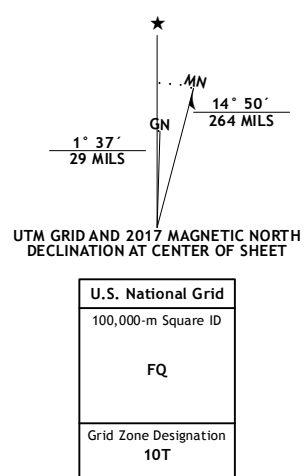 ★
MN
GN
14° 50´
264 MILS
1° 37´
29 MILS
UTM GRID AND 2017 MAGNETIC NORTH
DECLINATION AT CENTER OF SHEET
U.S. National Grid
100,000-m Square ID
FQ
Grid Zone Designation
10T